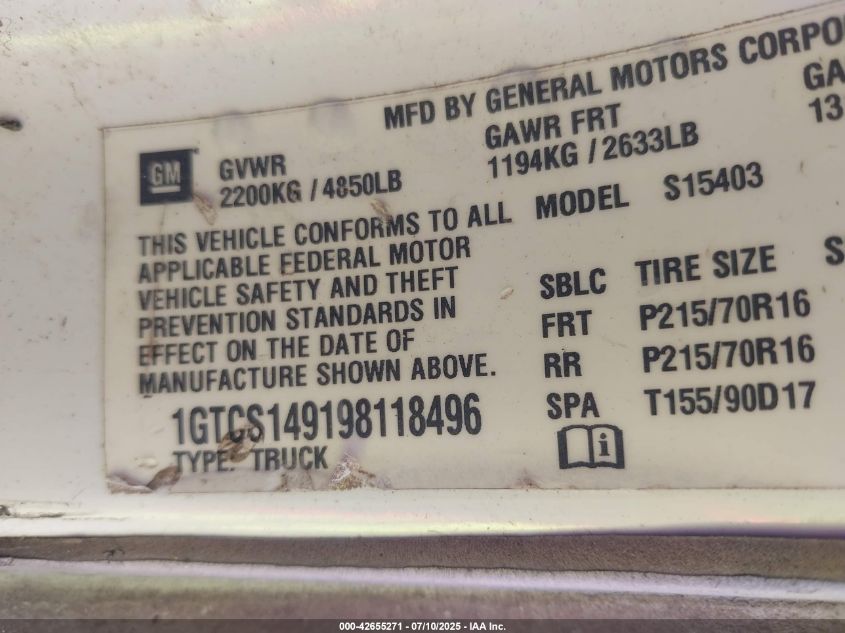 MFD BY GENERAL MOTORS CORPO
GM
GVWR
2200KG / 4850LB
GAWR FRT
1194KG / 2633LB
GA
13
THIS VEHICLE CONFORMS TO ALL
APPLICABLE FEDERAL MOTOR
VEHICLE SAFETY AND THEFT
PREVENTION STANDARDS IN
EFFECT ON THE DATE OF
MANUFACTURE SHOWN ABOVE.
1GTCS149198118496
TYPE: TRUCK
MODEL S15403
SBLC TIRE SIZE S
FRT P215/70R16
RR P215/70R16
SPA T155/90D17
i
000-42655271 - 07/10/2025 - IAA Inc.